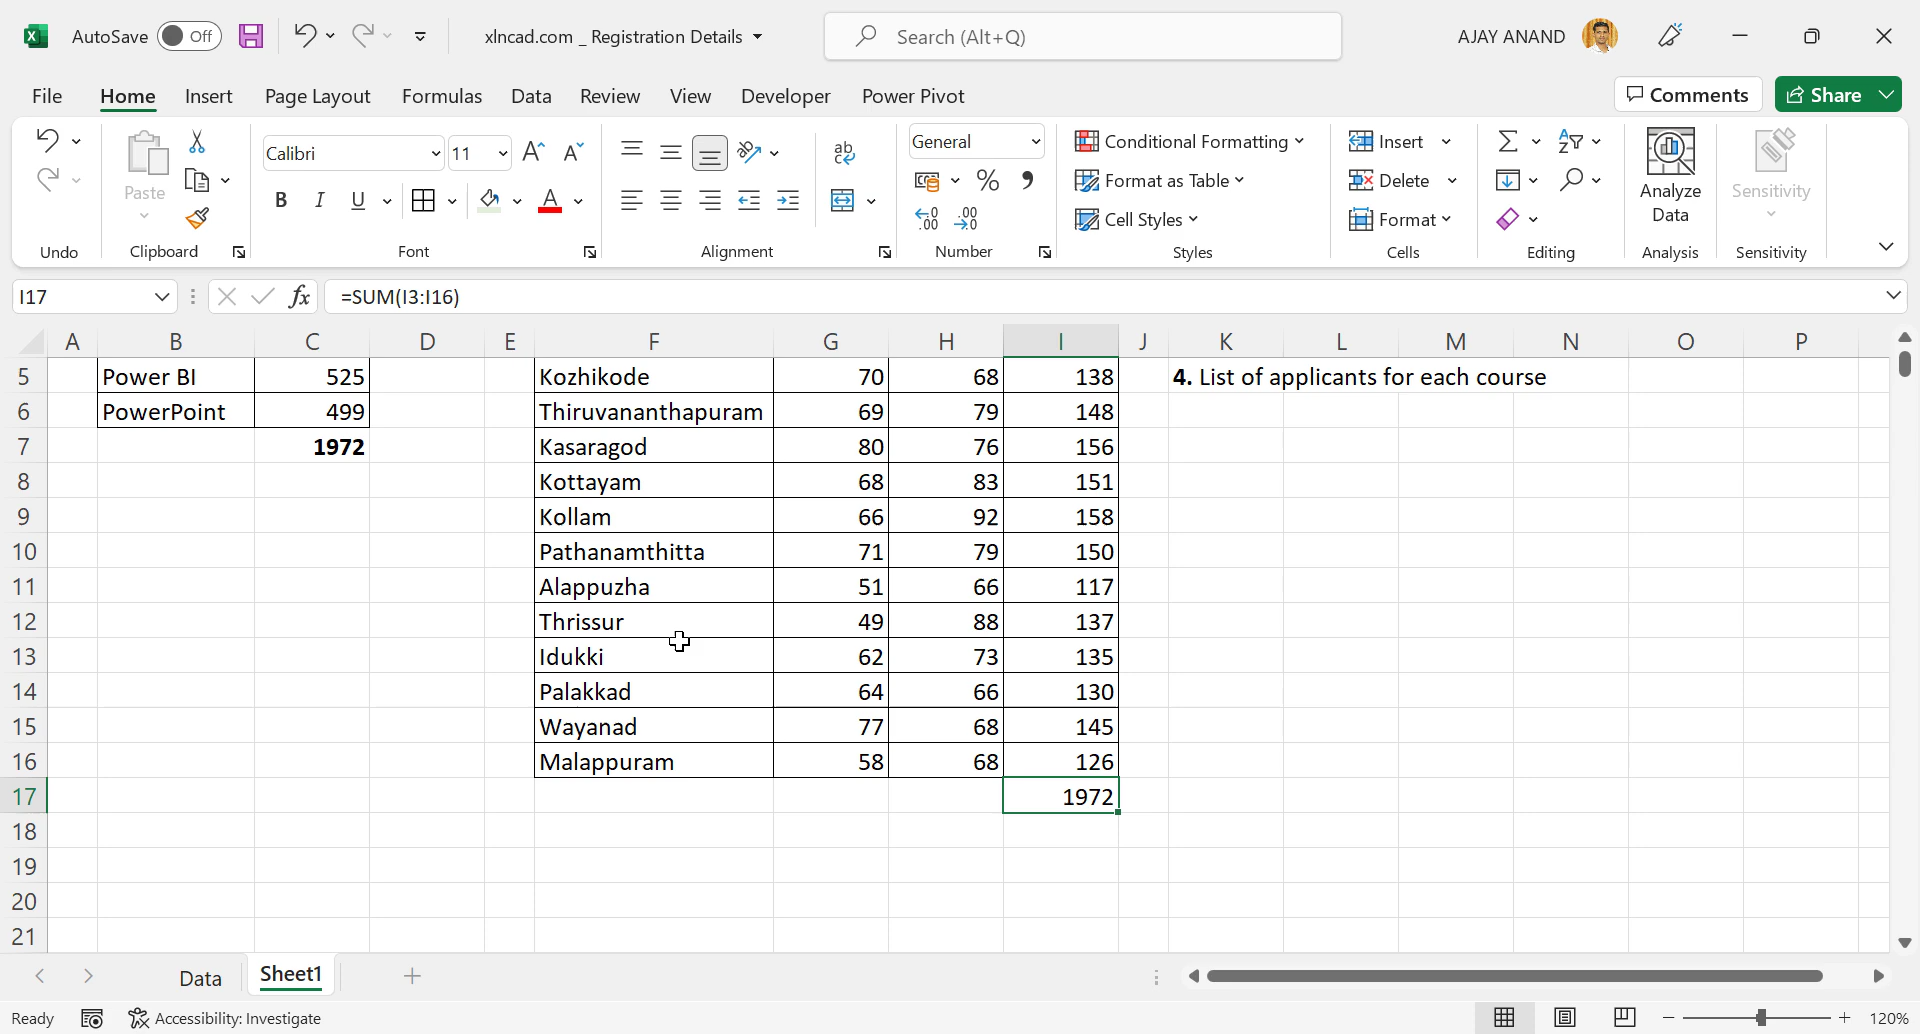 AutoSave Off xlncad.com _ Registration Details Search (Alt+Q) AJAY ANAND
File Home Insert Page Layout Formulas Data Review View Developer Power Pivot Comments Share
Paste Calibri 11 General Conditional Formatting Insert Analyze Data Sensitivity
B I U % , Format as Table Delete
Cell Styles Format
Undo Clipboard Font Alignment Number Styles Cells Editing Analysis Sensitivity
I17 fx =SUM(I3:I16)
A B C D E F G H I J K L M N O P
5 Power BI 525 Kozhikode 70 68 138 4. List of applicants for each course
6 PowerPoint 499 Thiruvananthapuram 69 79 148
7 1972 Kasaragod 80 76 156
8 Kottayam 68 83 151
9 Kollam 66 92 158
10 Pathanamthitta 71 79 150
11 Alappuzha 51 66 117
12 Thrissur 49 88 137
13 Idukki 62 73 135
14 Palakkad 64 66 130
15 Wayanad 77 68 145
16 Malappuram 58 68 126
17 1972
18
19
20
21
Data Sheet1
Ready Accessibility: Investigate 120%